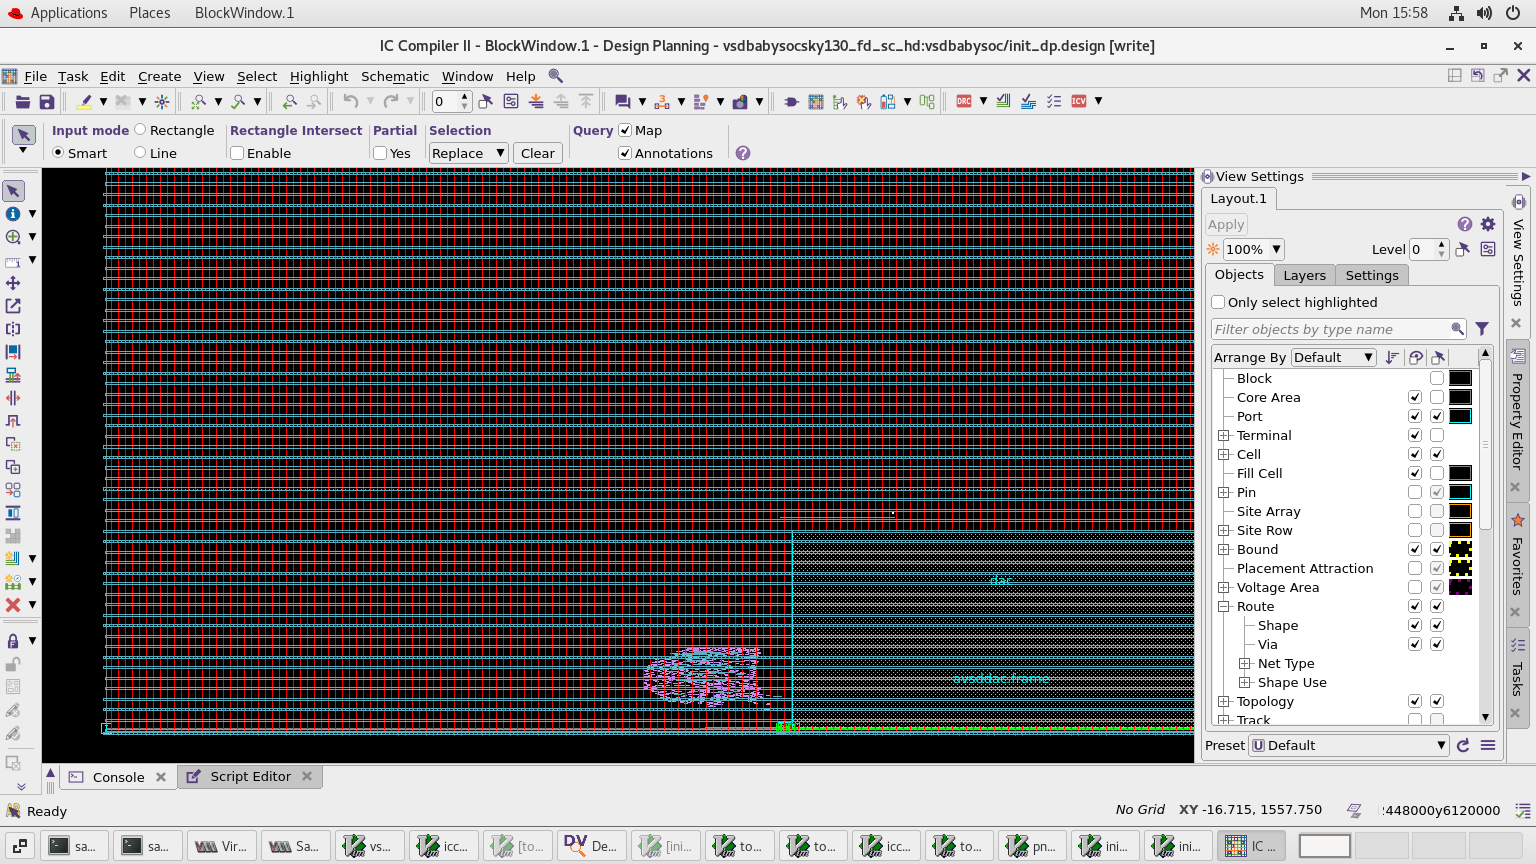 Applications Places BlockWindow.1 Mon 15:58
IC Compiler II - BlockWindow.1 - Design Planning - vsdbabysocsky130_fd_sc_hd:vsdbabysoc/init_dp.design [write]
File Task Edit Create View Select Highlight Schematic Window Help
0 DRC ICV
Input mode Rectangle Rectangle Intersect Partial Selection Query Map
Smart Line Enable Yes Replace Clear Annotations
View Settings
Layout.1
Apply
100% Level 0
Objects Layers Settings
Only select highlighted
Filter objects by type name
Arrange By Default
Block
Core Area
Port
Terminal
Cell
Fill Cell
Pin
Site Array
Site Row
Bound
Placement Attraction
Voltage Area
Route
Shape
Via
Net Type
Shape Use
Topology
Track
Preset Default
View Settings
Property Editor
Favorites
Tasks
dac
avsddac.frame
Console Script Editor
Ready No Grid XY -16.715, 1557.750 448000y6120000
sa... sa... Vir... Sa... vs... icc... [to... De... [ini... to... to... icc... to... pn... ini... ini... IC ...